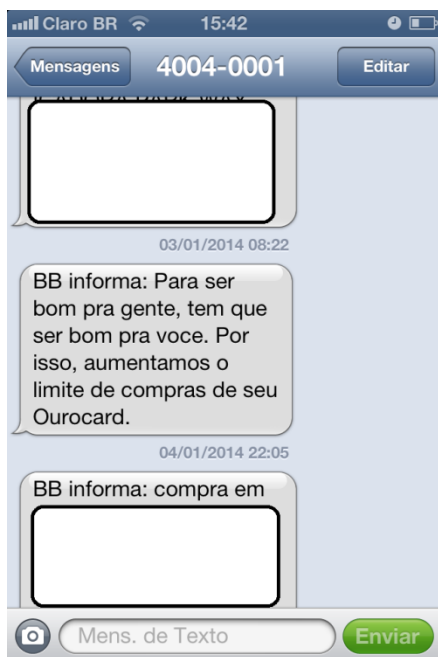 Claro BR 15:42
Mensagens 4004-0001 Editar
03/01/2014 08:22
BB informa: Para ser
bom pra gente, tem que
ser bom pra voce. Por
isso, aumentamos o
limite de compras de seu
Ourocard.
04/01/2014 22:05
BB informa: compra em
Mens. de Texto Enviar